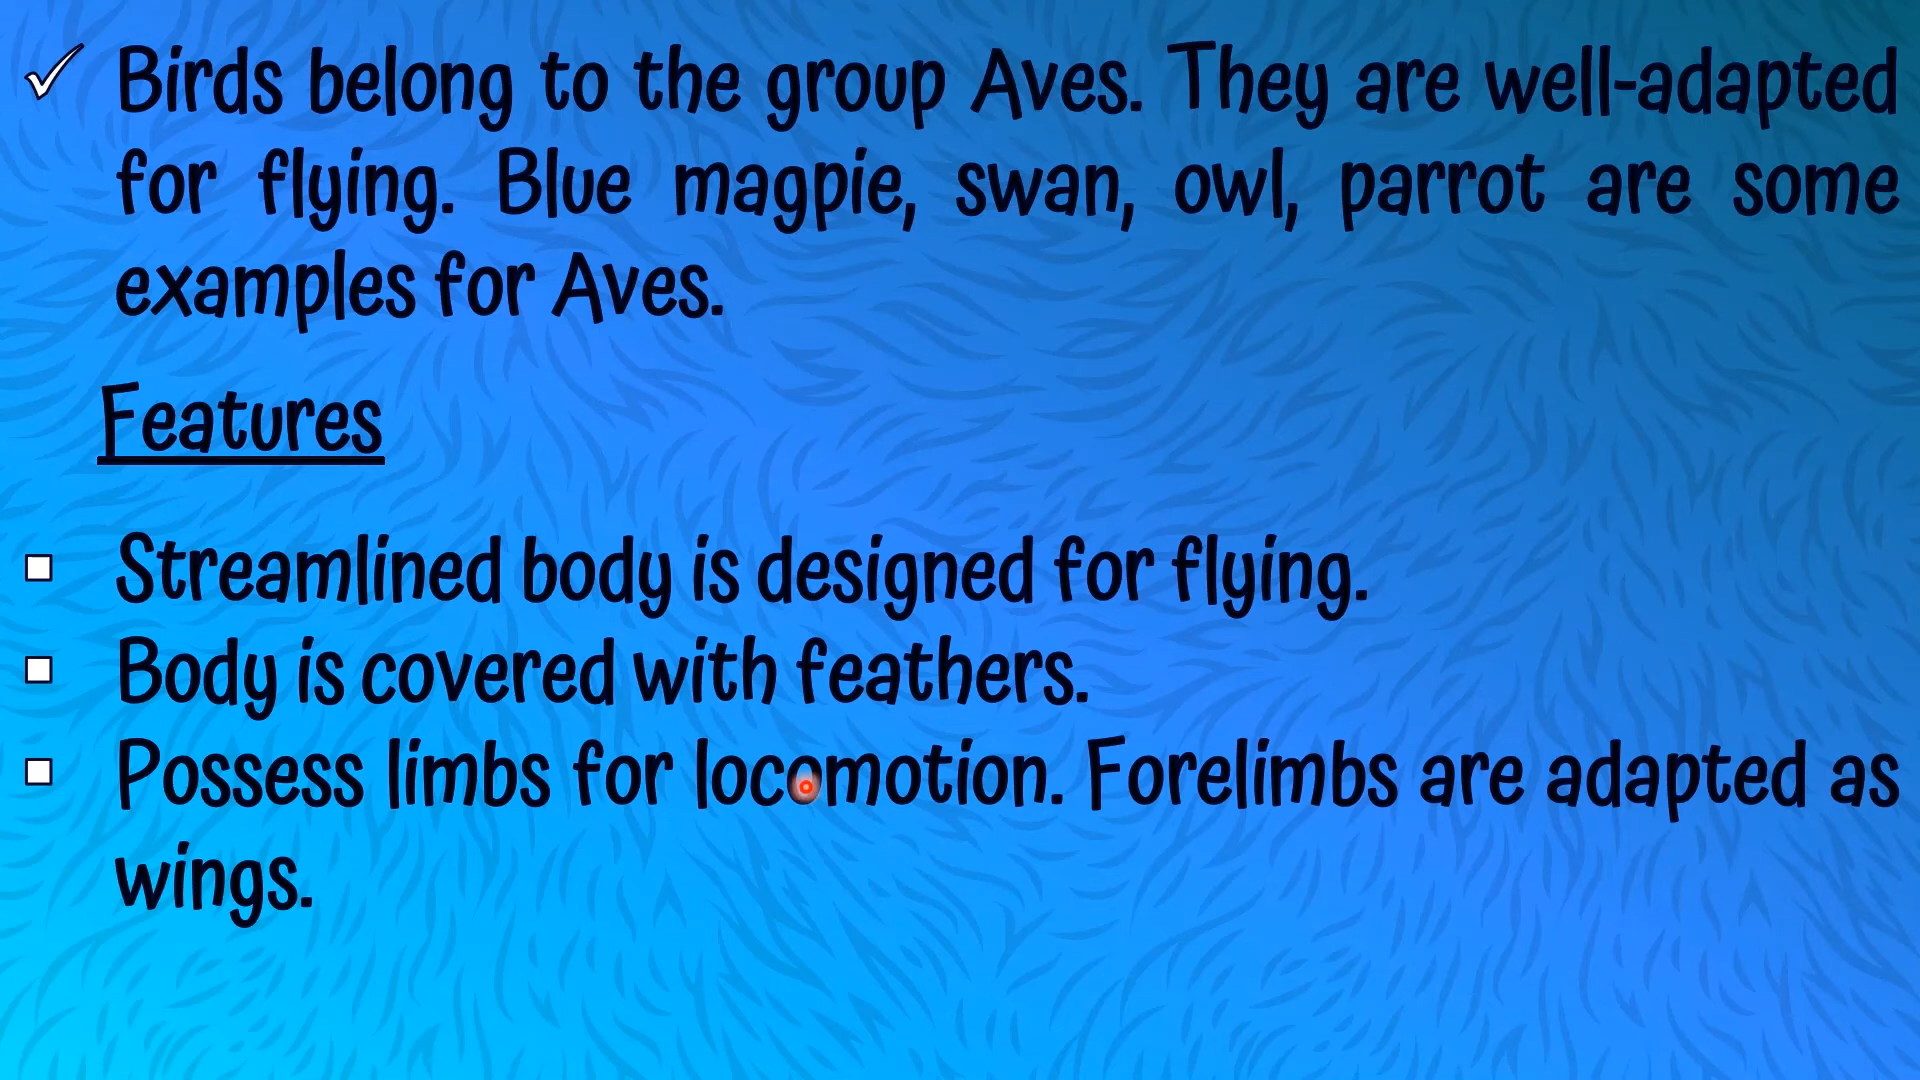 Birds belong to the group Aves. They are well-adapted
for flying. Blue magpie, swan, owl, parrot are some
examples for Aves.
Features
Streamlined body is designed for flying.
Body is covered with feathers.
Possess limbs for locomotion. Forelimbs are adapted as
wings.